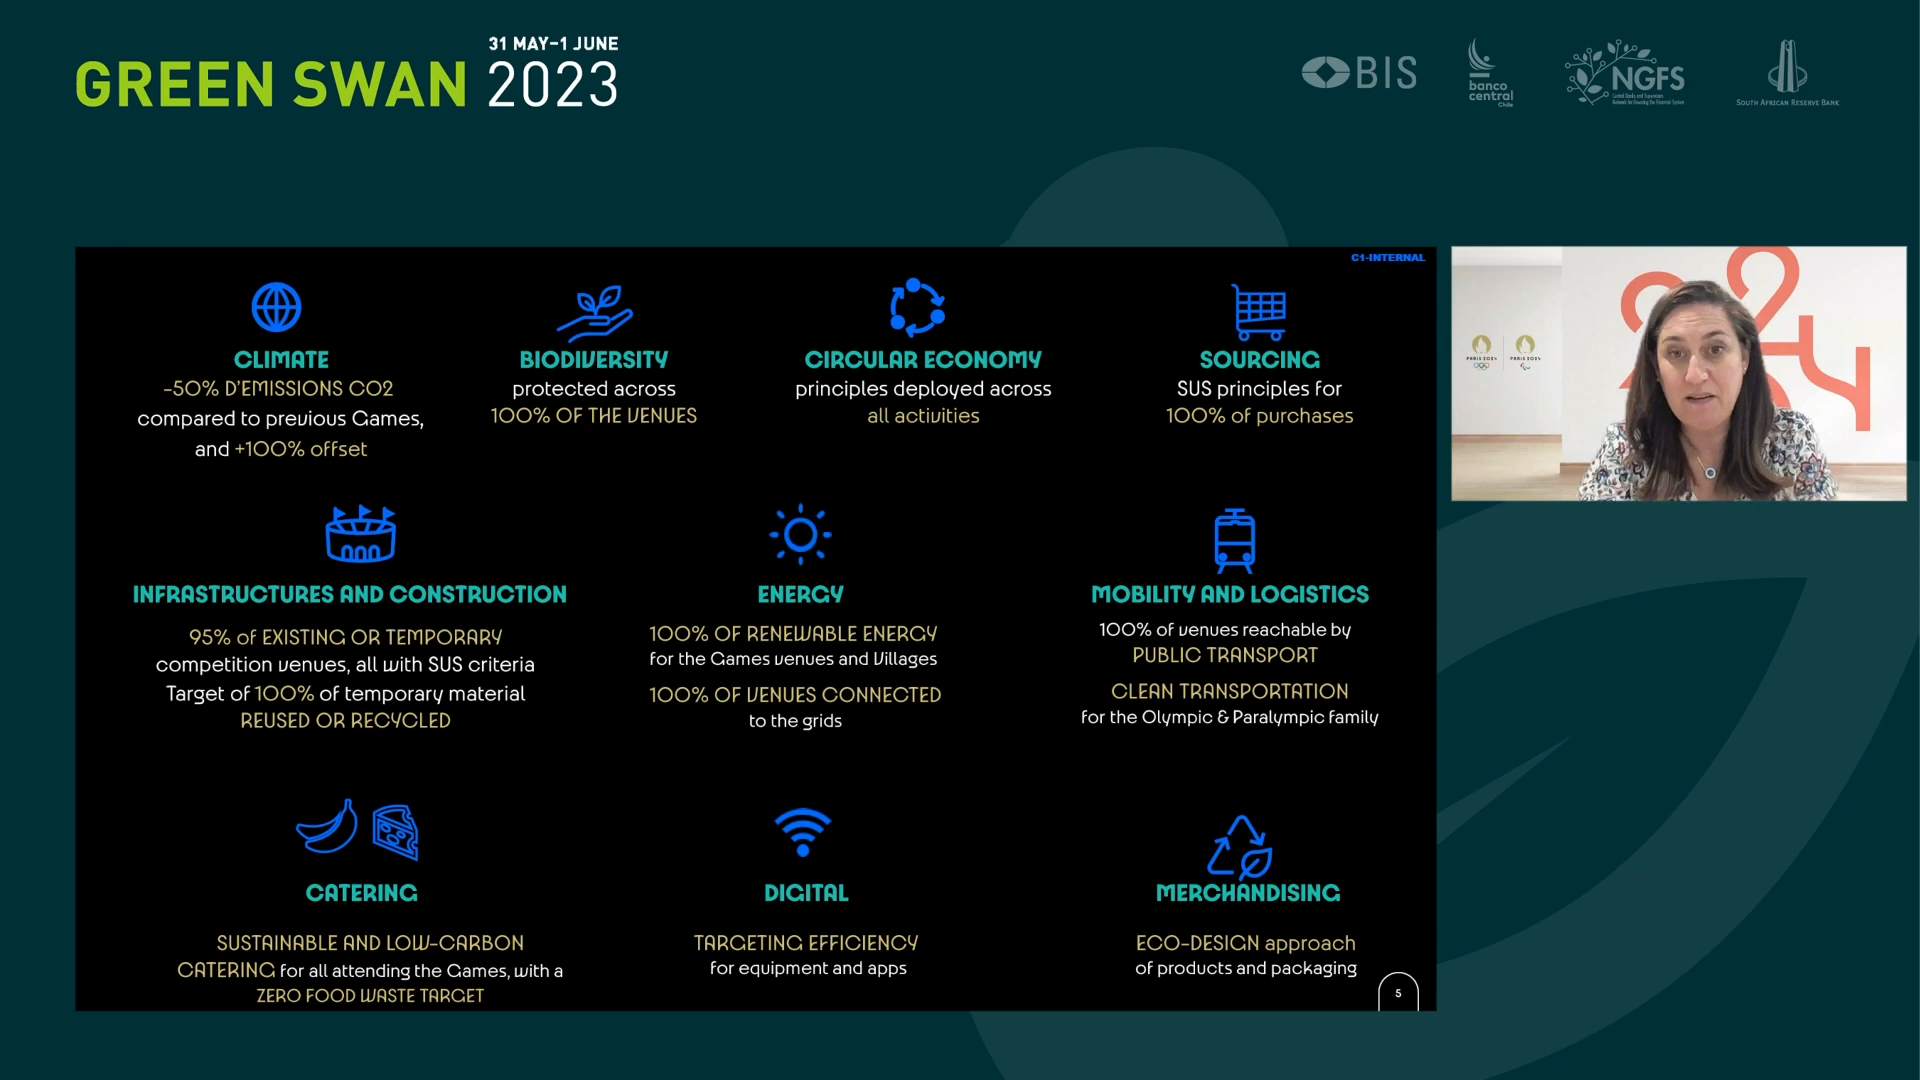 31 MAY–1 JUNE
GREEN SWAN 2023
BIS
banco
central
Chile
NGFS
SOUTH AFRICAN RESERVE BANK
C1-INTERNAL
CLIMATE
-50% D'EMISSIONS CO2
compared to previous Games,
and +100% offset
BIODIVERSITY
protected across
100% OF THE VENUES
CIRCULAR ECONOMY
principles deployed across
all activities
SOURCING
SUS principles for
100% of purchases
2024
PARIS 2024
PARIS 2024
INFRASTRUCTURES AND CONSTRUCTION
95% of EXISTING OR TEMPORARY
competition venues, all with SUS criteria
Target of 100% of temporary material
REUSED OR RECYCLED
ENERGY
100% OF RENEWABLE ENERGY
for the Games venues and Villages
100% OF VENUES CONNECTED
to the grids
MOBILITY AND LOGISTICS
100% of venues reachable by
PUBLIC TRANSPORT
CLEAN TRANSPORTATION
for the Olympic & Paralympic family
CATERING
SUSTAINABLE AND LOW-CARBON
CATERING for all attending the Games, with a
ZERO FOOD WASTE TARGET
DIGITAL
TARGETING EFFICIENCY
for equipment and apps
MERCHANDISING
ECO-DESIGN approach
of products and packaging
5